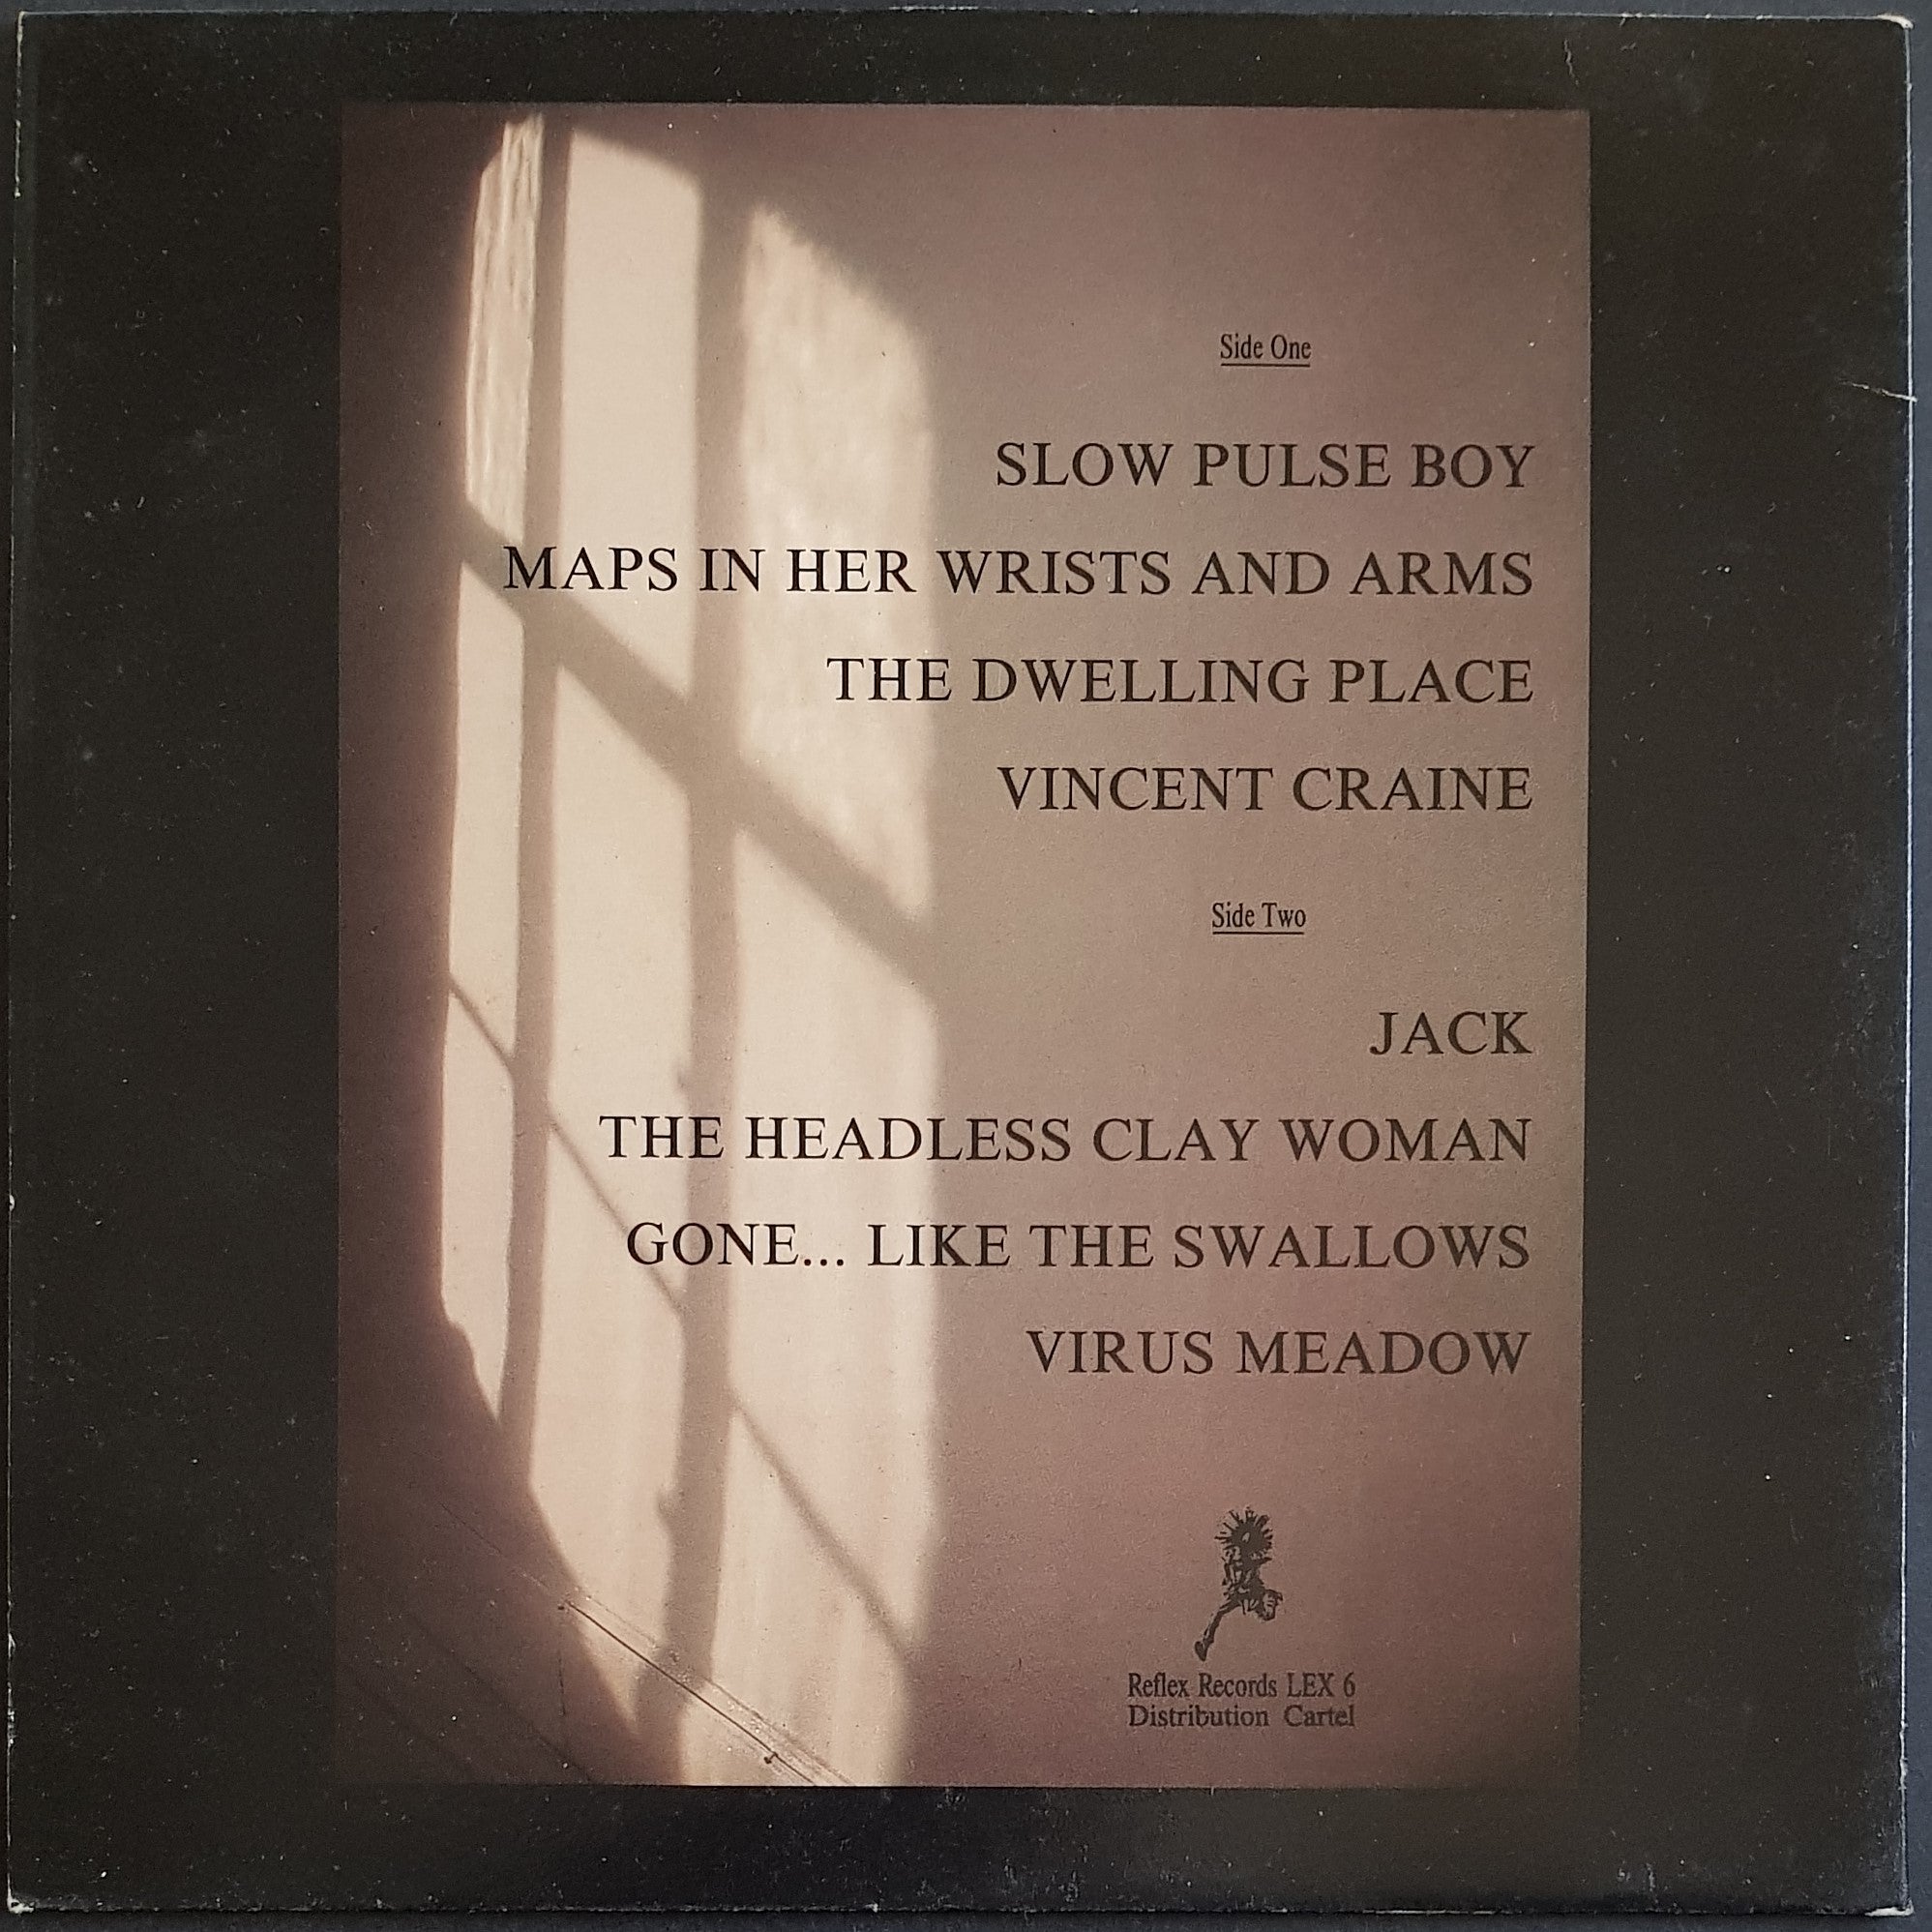 Side One
SLOW PULSE BOY
MAPS IN HER WRISTS AND ARMS
THE DWELLING PLACE
VINCENT CRAINE
Side Two
JACK
THE HEADLESS CLAY WOMAN
GONE... LIKE THE SWALLOWS
VIRUS MEADOW
Reflex Records LEX 6
Distribution Cartel